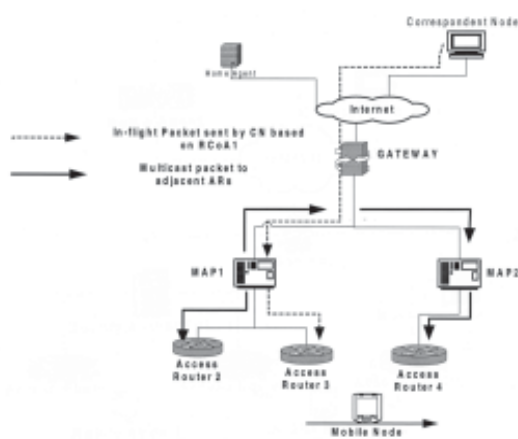 Correspondent Node
Home Agent
Internet
In-flight Packet sent by CN based
on RCoA1
GATEWAY
Multicast packet to
adjacent ARs
MAP1
MAP2
Access
Router 2
Access
Router 3
Access
Router 4
Mobile Node